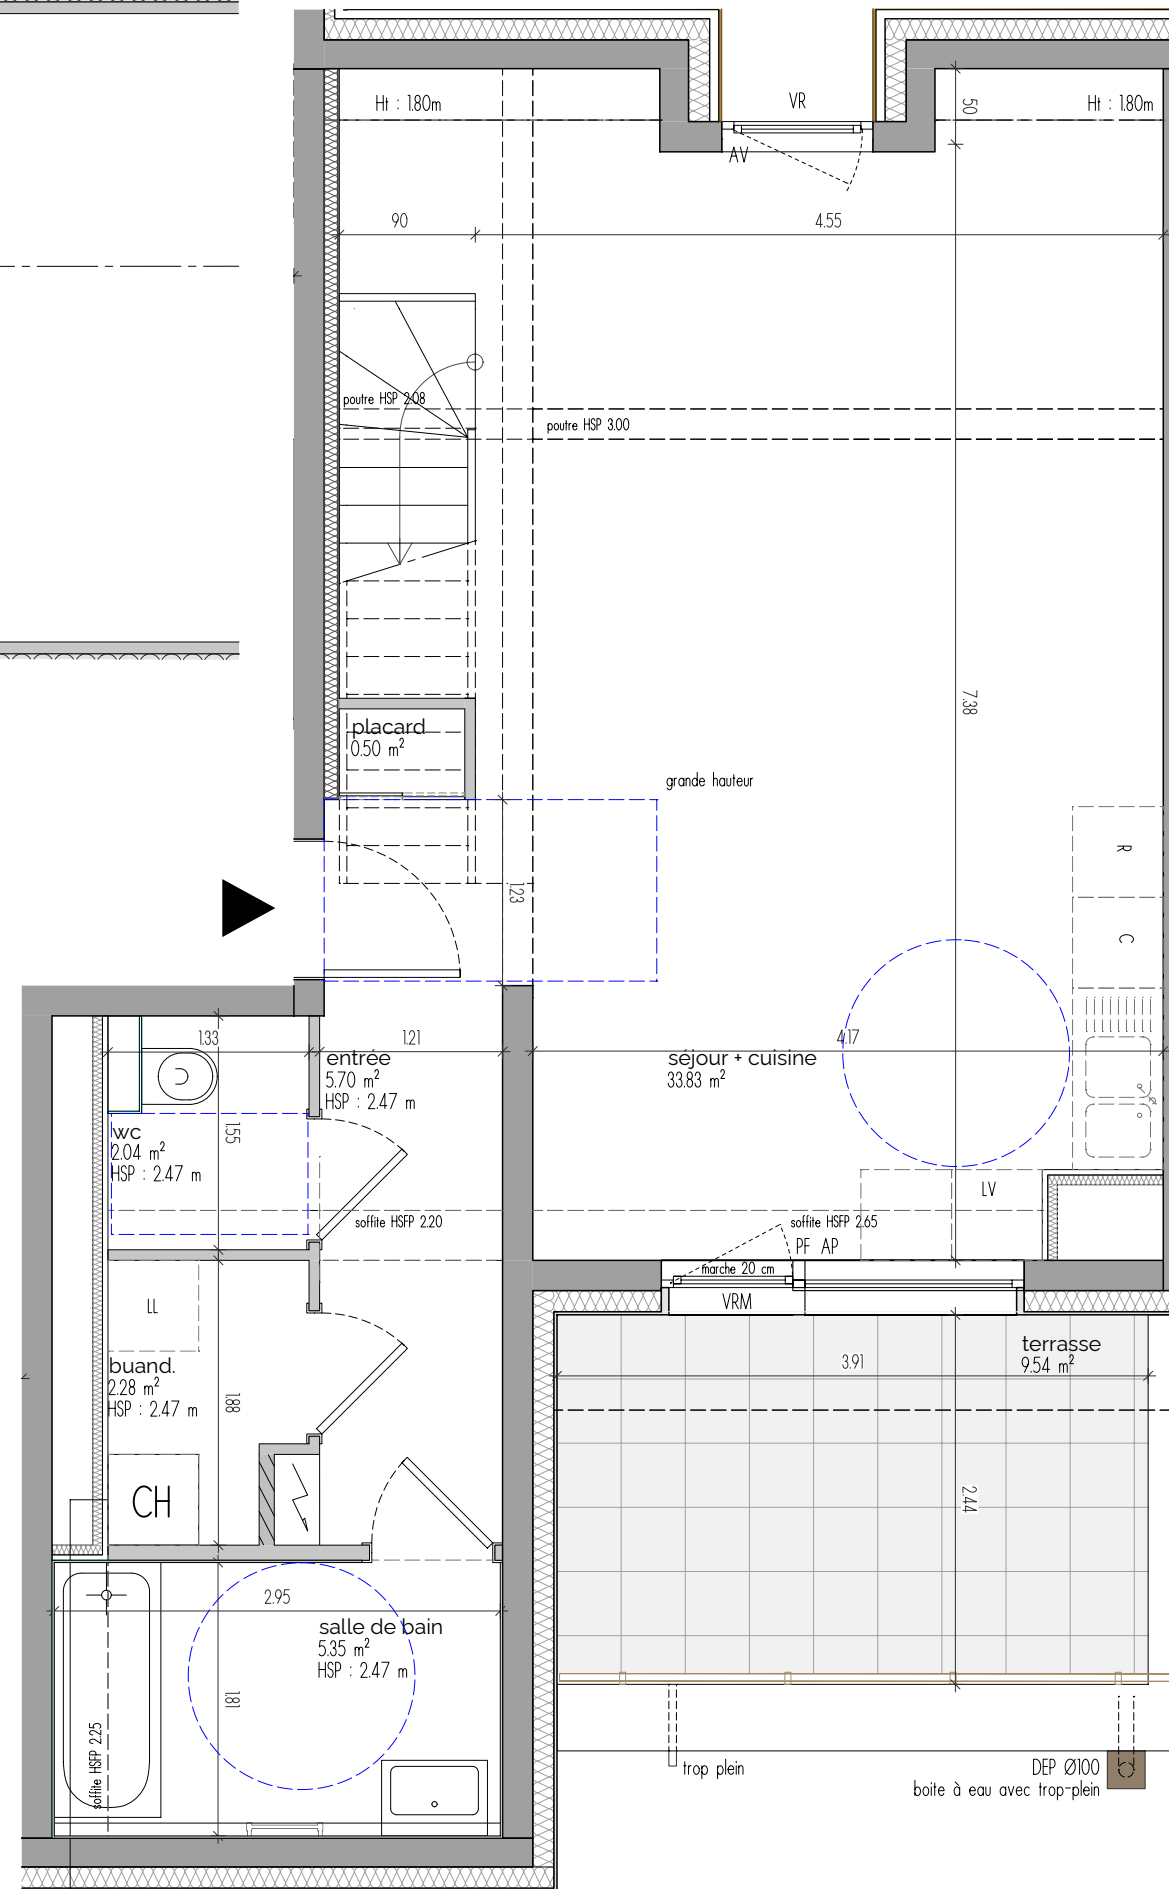 Ht : 1.80m
VR
50
Ht : 1.80m
AV
90
4.55
poutre HSP 2.08
poutre HSP 3.00
7.38
placard
0.50 m²
grande hauteur
R
1.23
C
1.33
1.21
4.17
entrée
5.70 m²
HSP : 2.47 m
séjour + cuisine
33.83 m²
wc
2.04 m²
HSP : 2.47 m
1.55
LV
soffite HSFP 2.20
soffite HSFP 2.65
PF AP
marche 20 cm
VRM
LL
terrasse
9.54 m²
3.91
buand.
2.28 m²
HSP : 2.47 m
1.88
CH
2.44
2.95
salle de bain
5.35 m²
HSP : 2.47 m
1.81
soffite HSFP 2.25
trop plein
DEP Ø100
boite à eau avec trop-plein